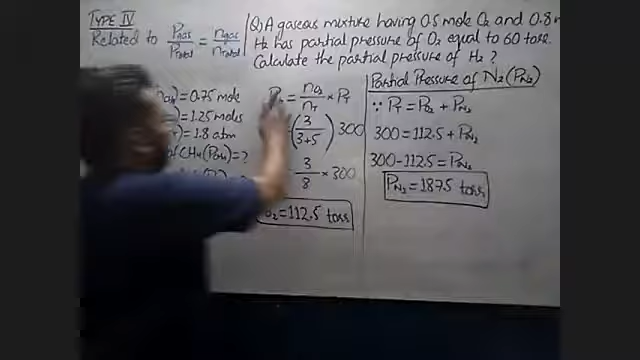 TYPE IV
Related to Pgas/Ptotal = ngas/ntotal
Q) A gaseous mixture having 0.5 mole O2 and 0.8
H2 has partial pressure of O2 equal to 60 torr.
Calculate the partial pressure of H2 ?
= 0.75 mole
= 1.25 moles
= 1.8 atm
of CH4 (PCH4) = ?
= nO2/nT × PT
(3/3+5) 300
3/8 × 300
= 112.5 torr
Partial Pressure of N2 (PN2)
∵ PT = PO2 + PN2
300 = 112.5 + PN2
300 - 112.5 = PN2
PN2 = 187.5 torr